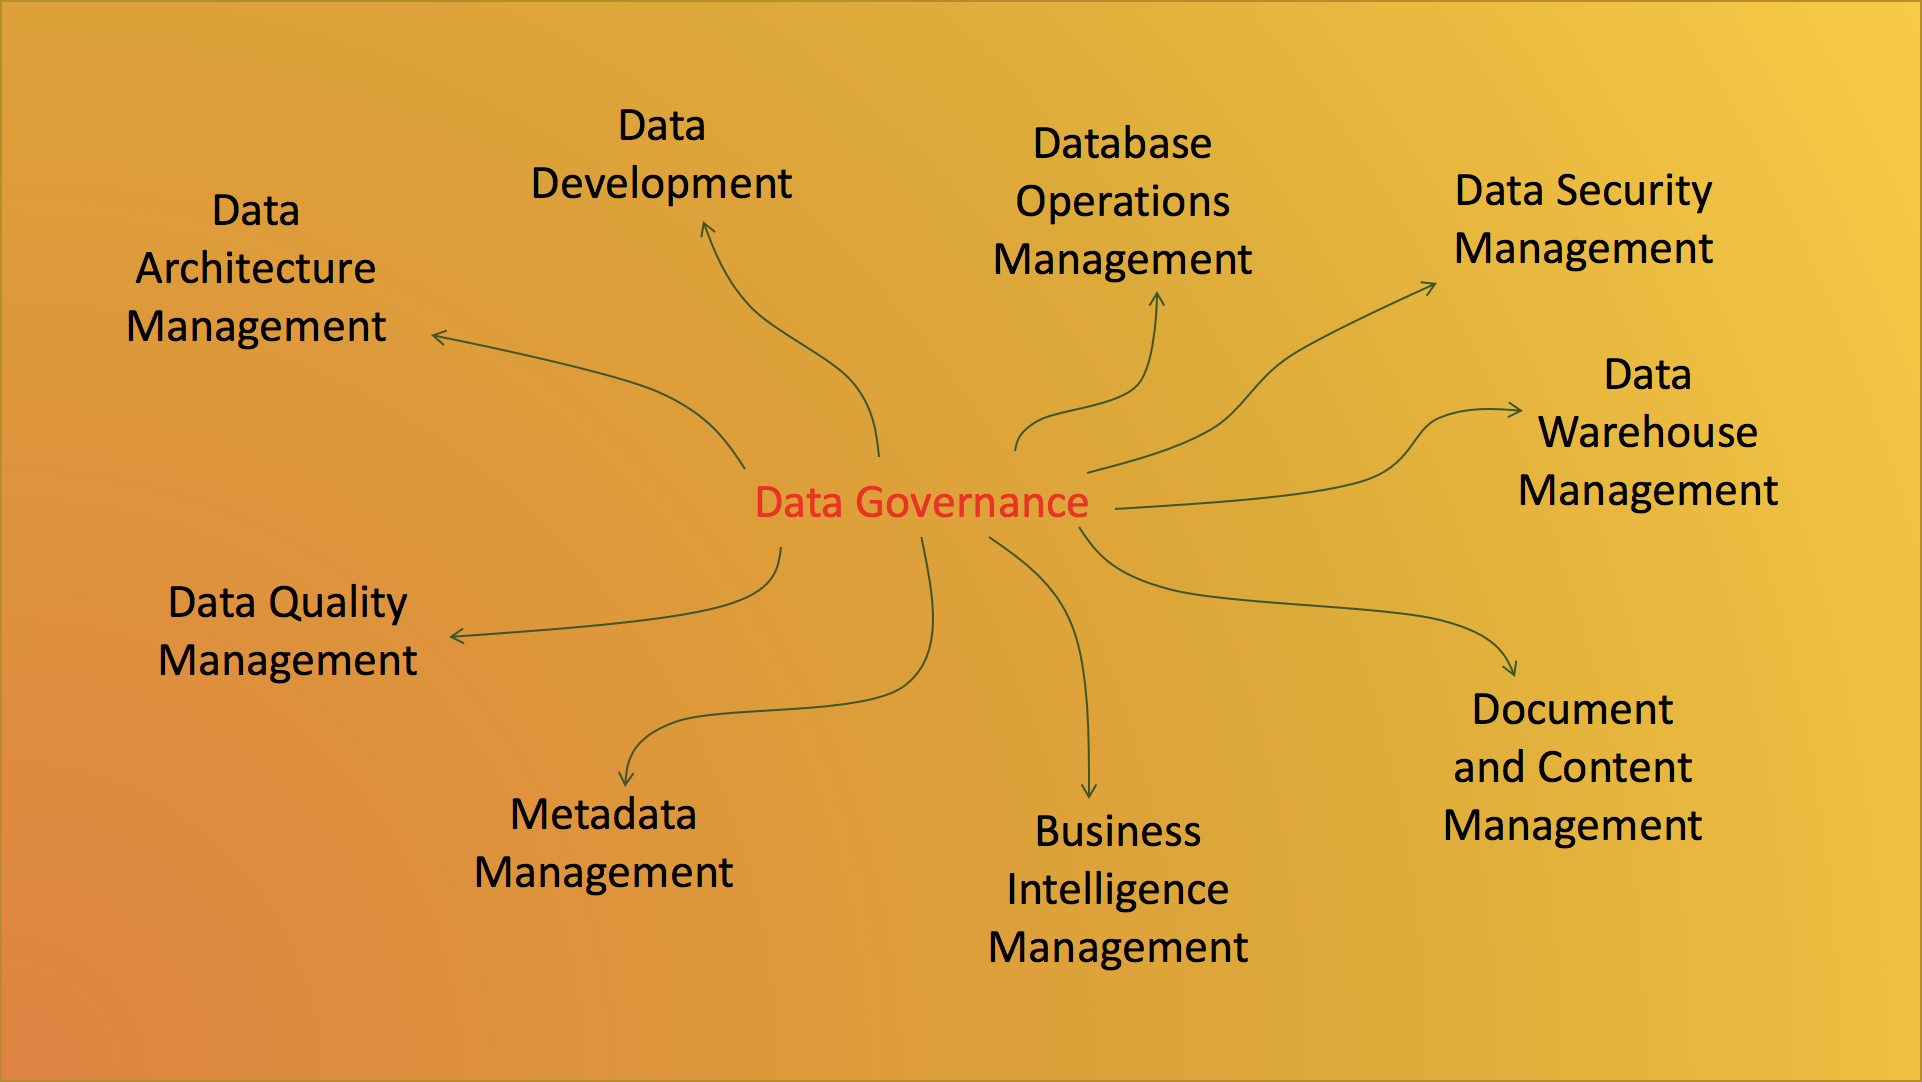 Data
Development
Database
Operations
Management
Data Security
Management
Data
Architecture
Management
Data
Warehouse
Management
Data Governance
Data Quality
Management
Document
and Content
Management
Metadata
Management
Business
Intelligence
Management